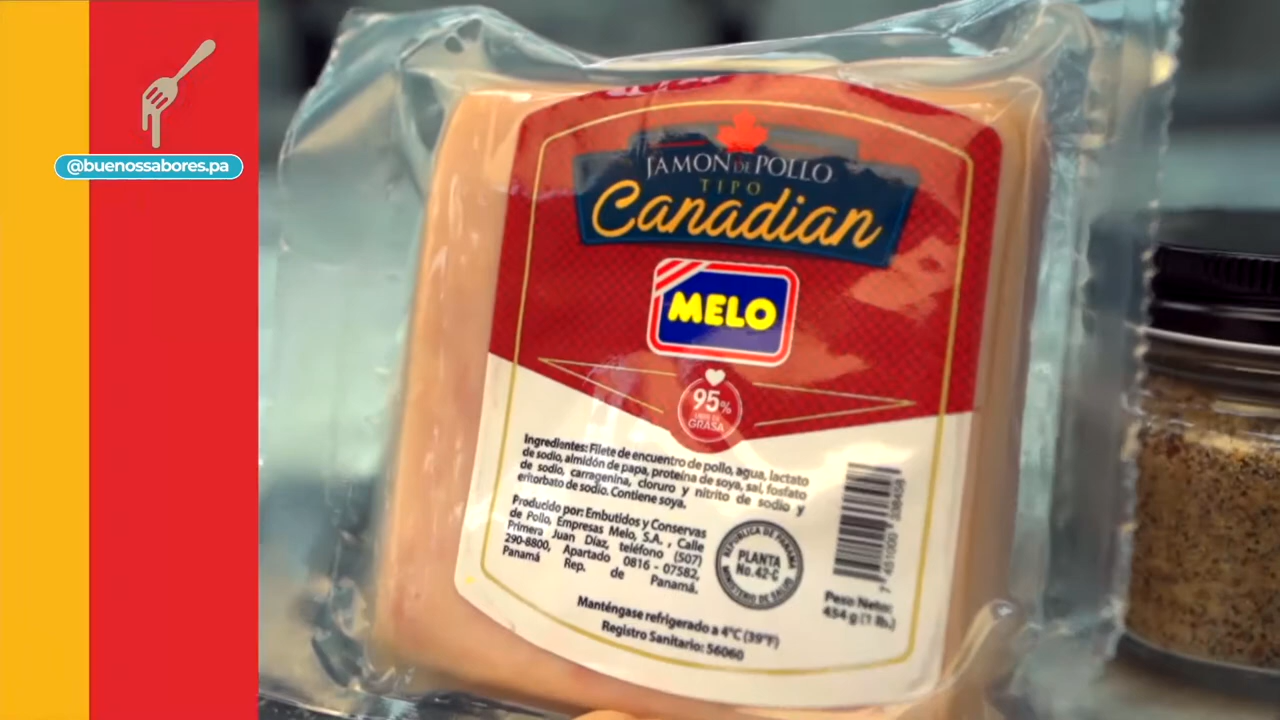 @buenossabores.pa
JAMON DE POLLO
TIPO
Canadian
MELO
95%
LIBRE DE
GRASA
Ingredientes: Filete de encuentro de pollo, agua, lactato
de sodio, almidón de papa, proteína de soya, sal, fosfato
de sodio, carragenina, cloruro y nitrito de sodio y
eritorbato de sodio. Contiene soya.
Producido por: Embutidos y Conservas
de Pollo, Empresas Melo, S.A. , Calle
Primera Juan Díaz, teléfono (507)
290-8800, Apartado 0816 - 07582,
Panamá Rep. de Panamá.
REPUBLICA DE PANAMA
PLANTA
No. 42-C
MINISTERIO DE SALUD
Peso Neto:
454 g (1 lb.)
Manténgase refrigerado a 4°C (39°F)
Registro Sanitario: 56060